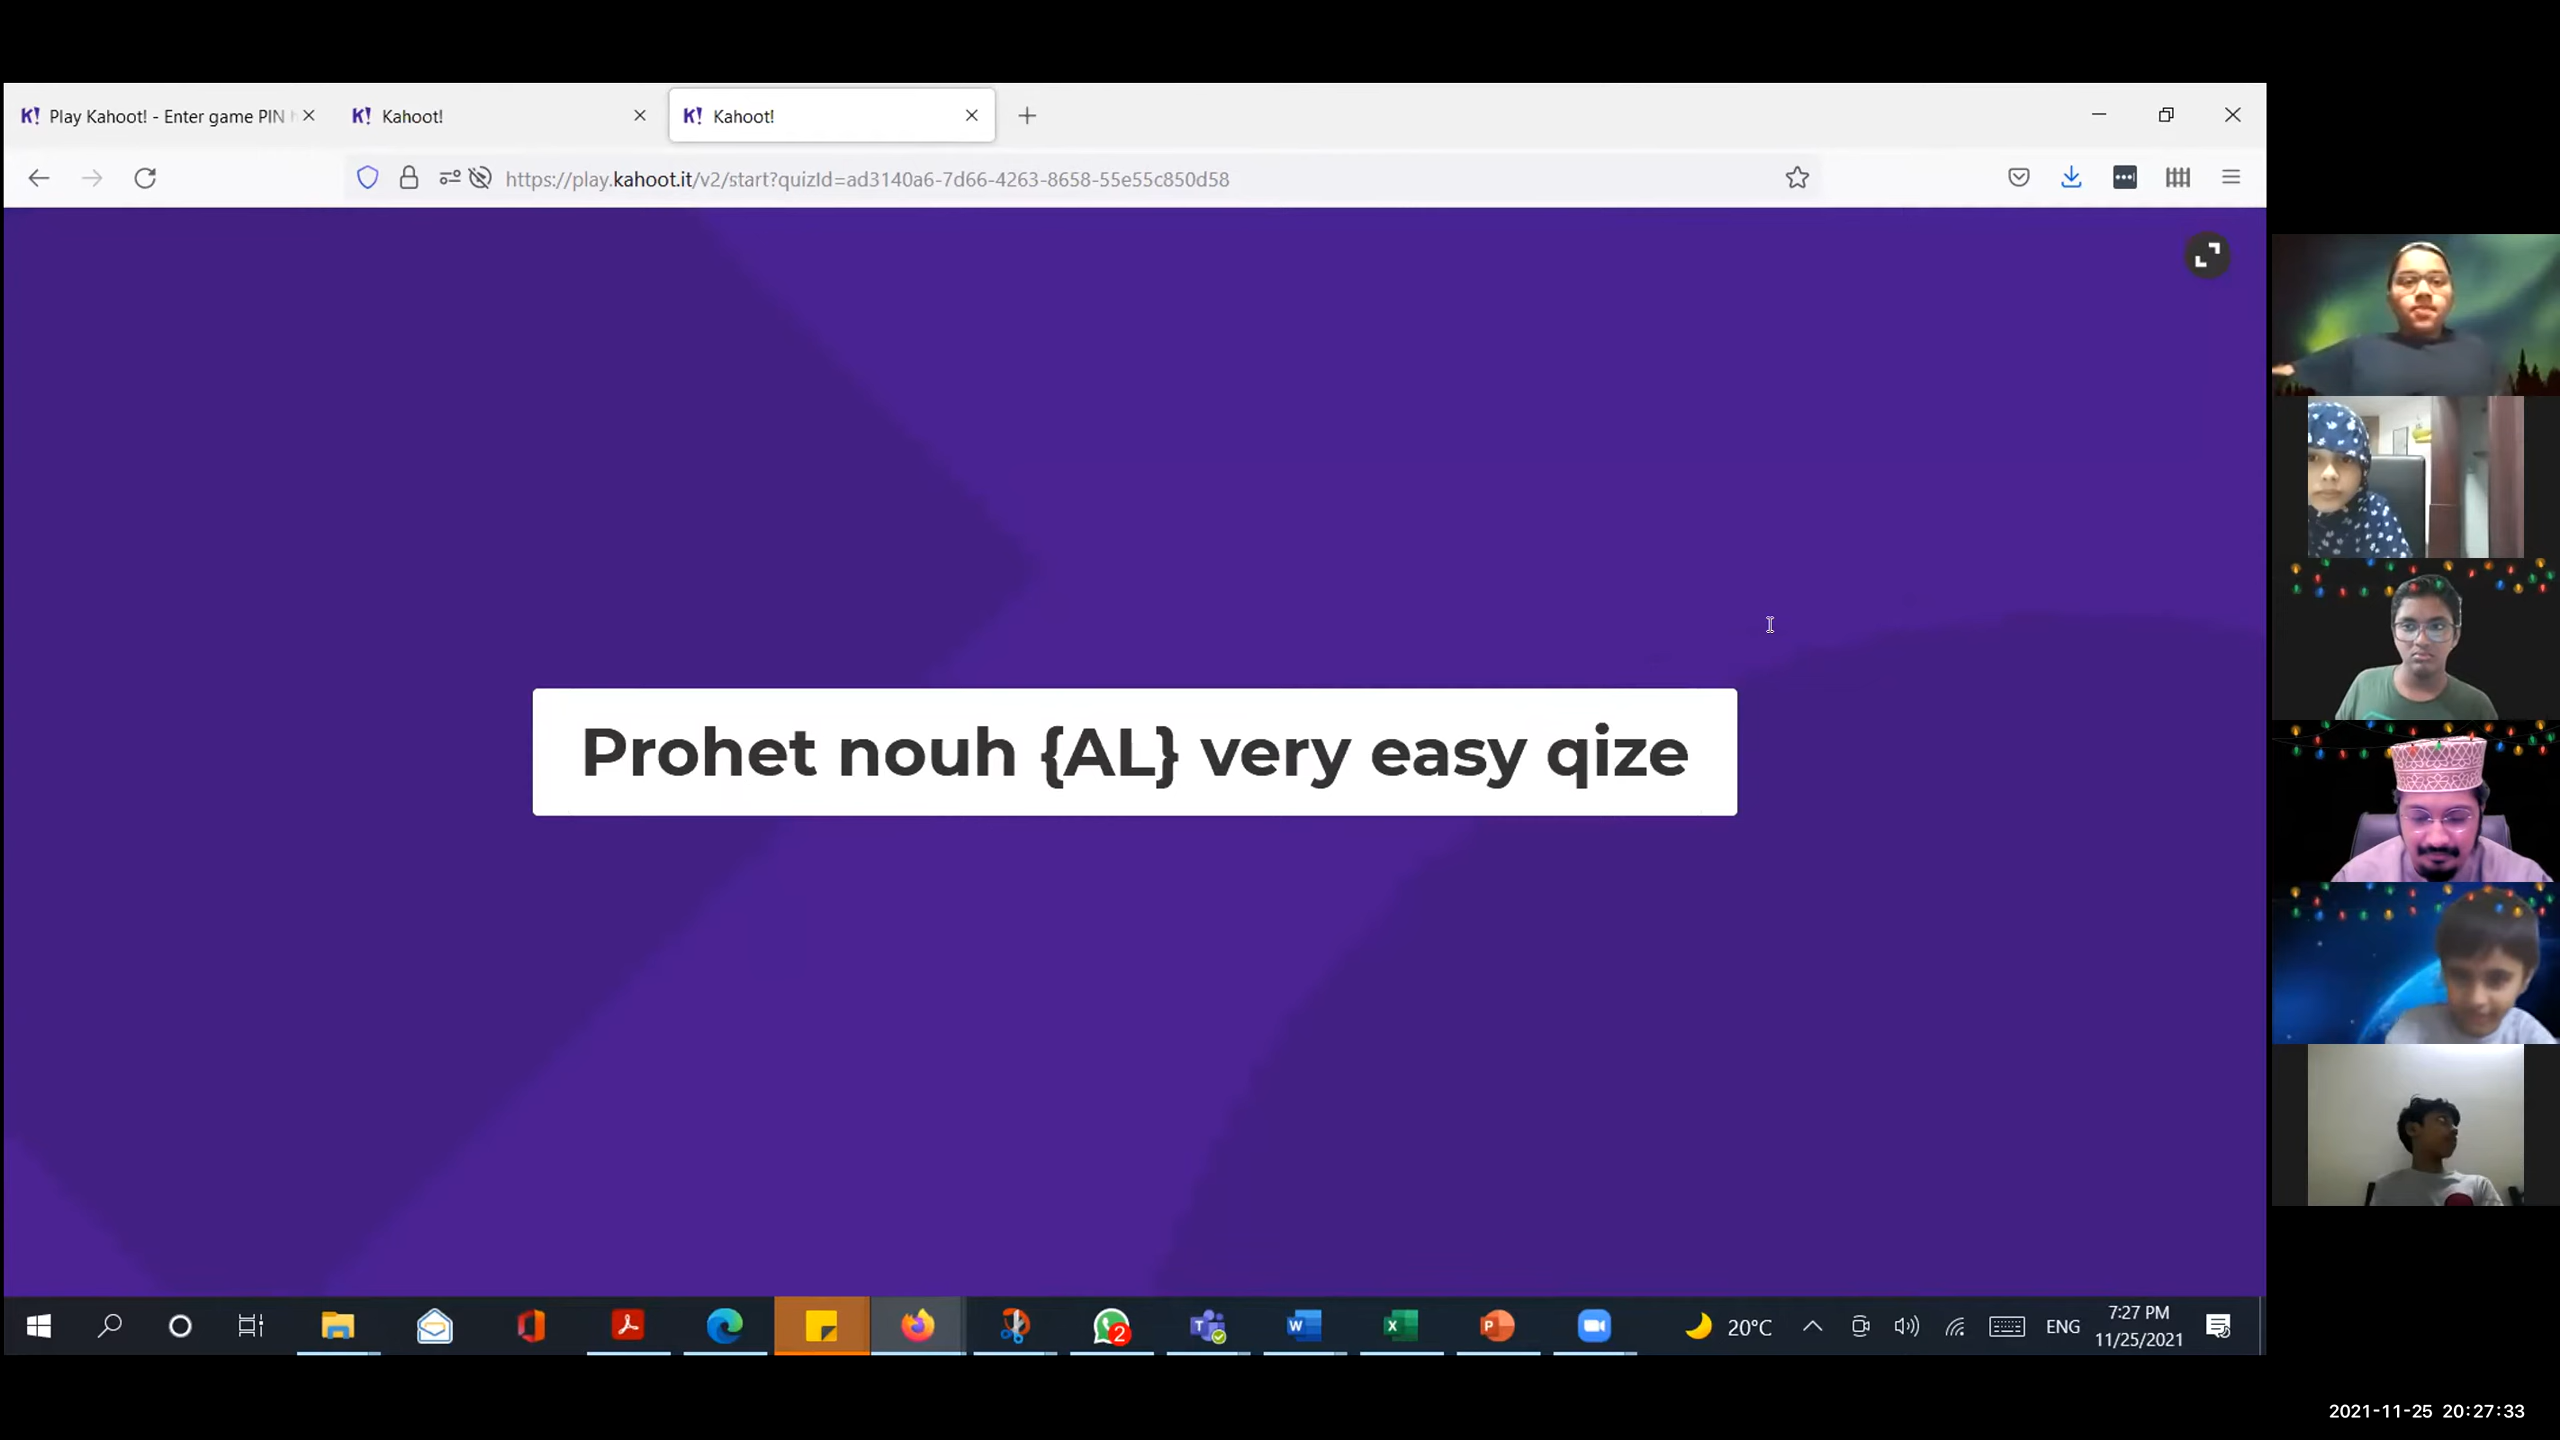 K! Play Kahoot! - Enter game PIN
K! Kahoot!
K! Kahoot!
https://play.kahoot.it/v2/start?quizId=ad3140a6-7d66-4263-8658-55e55c850d58
Prohet nouh {AL} very easy qize
2
20°C
ENG
7:27 PM
11/25/2021
2021-11-25 20:27:33